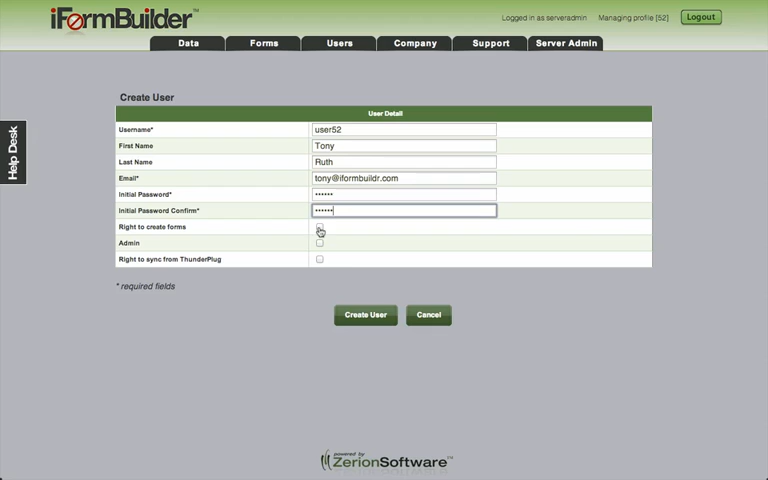 iFormBuilder™
Logged in as serveradmin Managing profile [52] Logout
Data Forms Users Company Support Server Admin
Help Desk
Create User
User Detail
Username* user52
First Name Tony
Last Name Ruth
Email* tony@iformbuildr.com
Initial Password* ••••••
Initial Password Confirm* ••••••
Right to create forms
Admin
Right to sync from ThunderPlug
* required fields
Create User Cancel
powered by
ZerionSoftware™